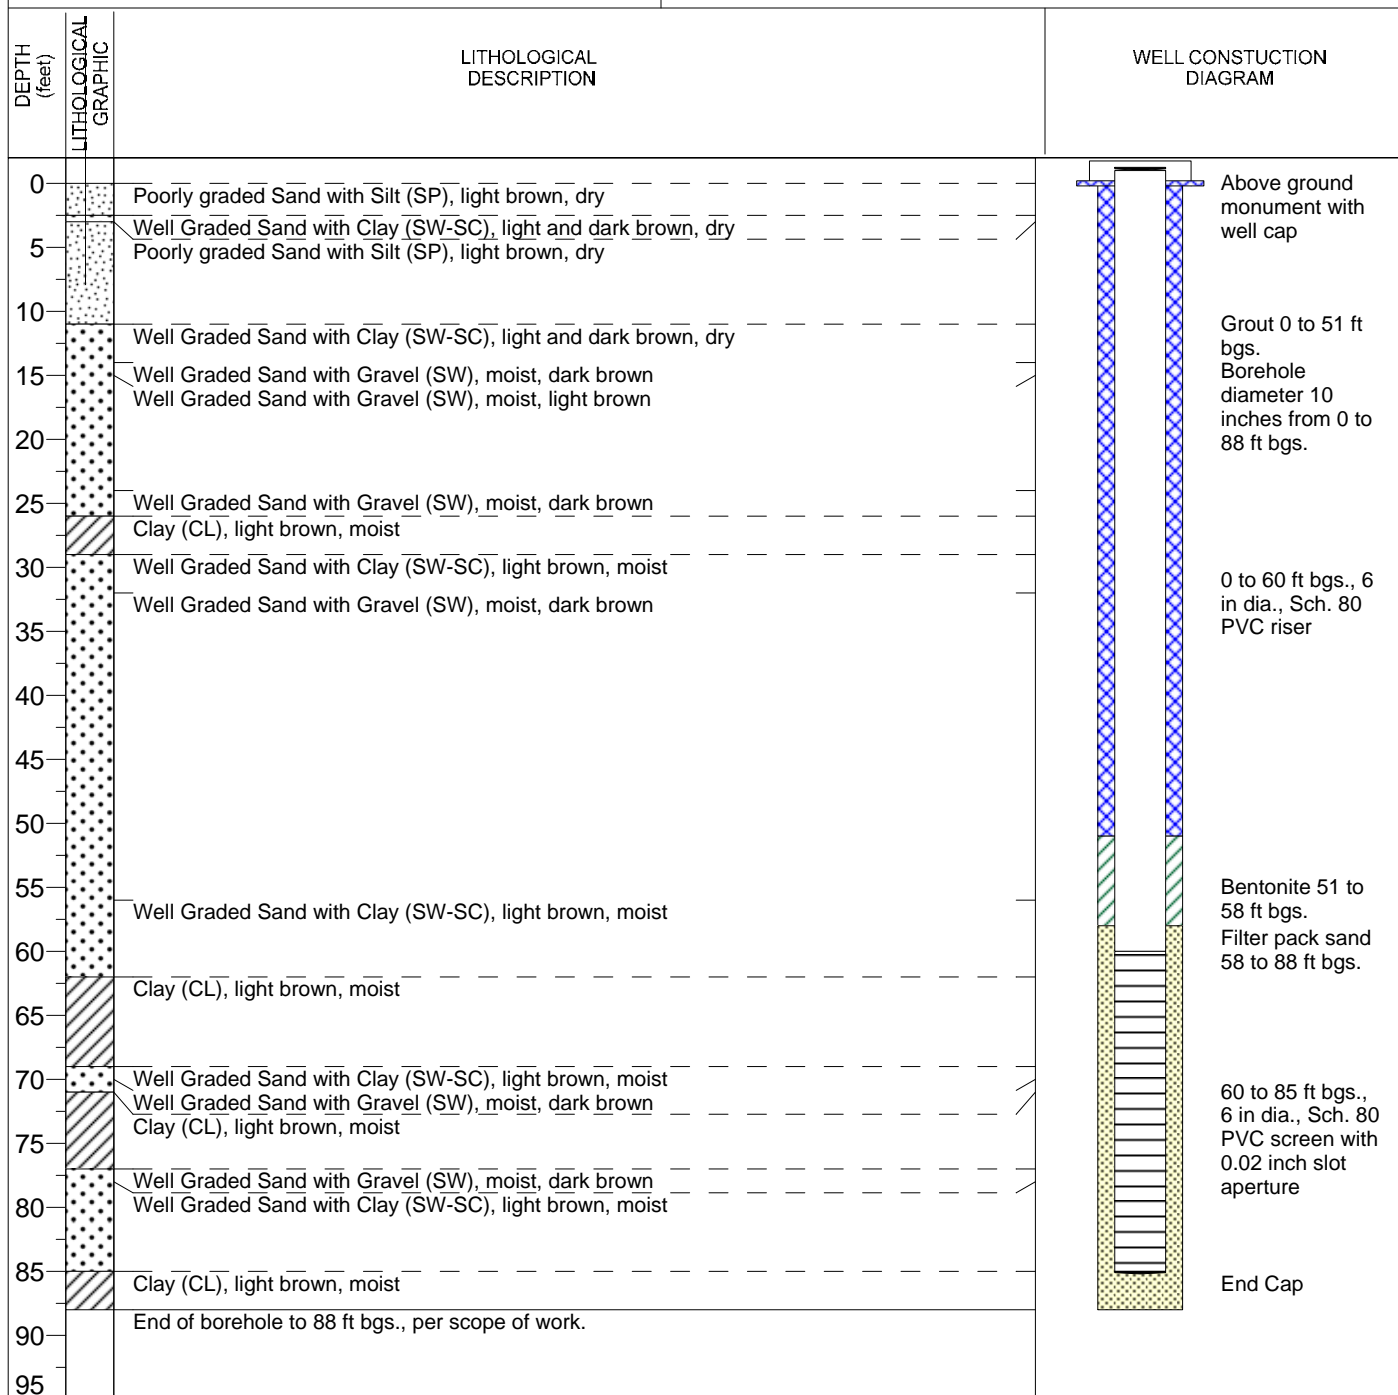 DEPTH
(feet)
LITHOLOGICAL
GRAPHIC
LITHOLOGICAL
DESCRIPTION
WELL CONSTUCTION
DIAGRAM
0
5
10
15
20
25
30
35
40
45
50
55
60
65
70
75
80
85
90
95
Poorly graded Sand with Silt (SP), light brown, dry
Well Graded Sand with Clay (SW-SC), light and dark brown, dry
Poorly graded Sand with Silt (SP), light brown, dry
Well Graded Sand with Clay (SW-SC), light and dark brown, dry
Well Graded Sand with Gravel (SW), moist, dark brown
Well Graded Sand with Gravel (SW), moist, light brown
Well Graded Sand with Gravel (SW), moist, dark brown
Clay (CL), light brown, moist
Well Graded Sand with Clay (SW-SC), light brown, moist
Well Graded Sand with Gravel (SW), moist, dark brown
Well Graded Sand with Clay (SW-SC), light brown, moist
Clay (CL), light brown, moist
Well Graded Sand with Clay (SW-SC), light brown, moist
Well Graded Sand with Gravel (SW), moist, dark brown
Clay (CL), light brown, moist
Well Graded Sand with Gravel (SW), moist, dark brown
Well Graded Sand with Clay (SW-SC), light brown, moist
Clay (CL), light brown, moist
End of borehole to 88 ft bgs., per scope of work.
Above ground
monument with
well cap
Grout 0 to 51 ft
bgs.
Borehole
diameter 10
inches from 0 to
88 ft bgs.
0 to 60 ft bgs., 6
in dia., Sch. 80
PVC riser
Bentonite 51 to
58 ft bgs.
Filter pack sand
58 to 88 ft bgs.
60 to 85 ft bgs.,
6 in dia., Sch. 80
PVC screen with
0.02 inch slot
aperture
End Cap